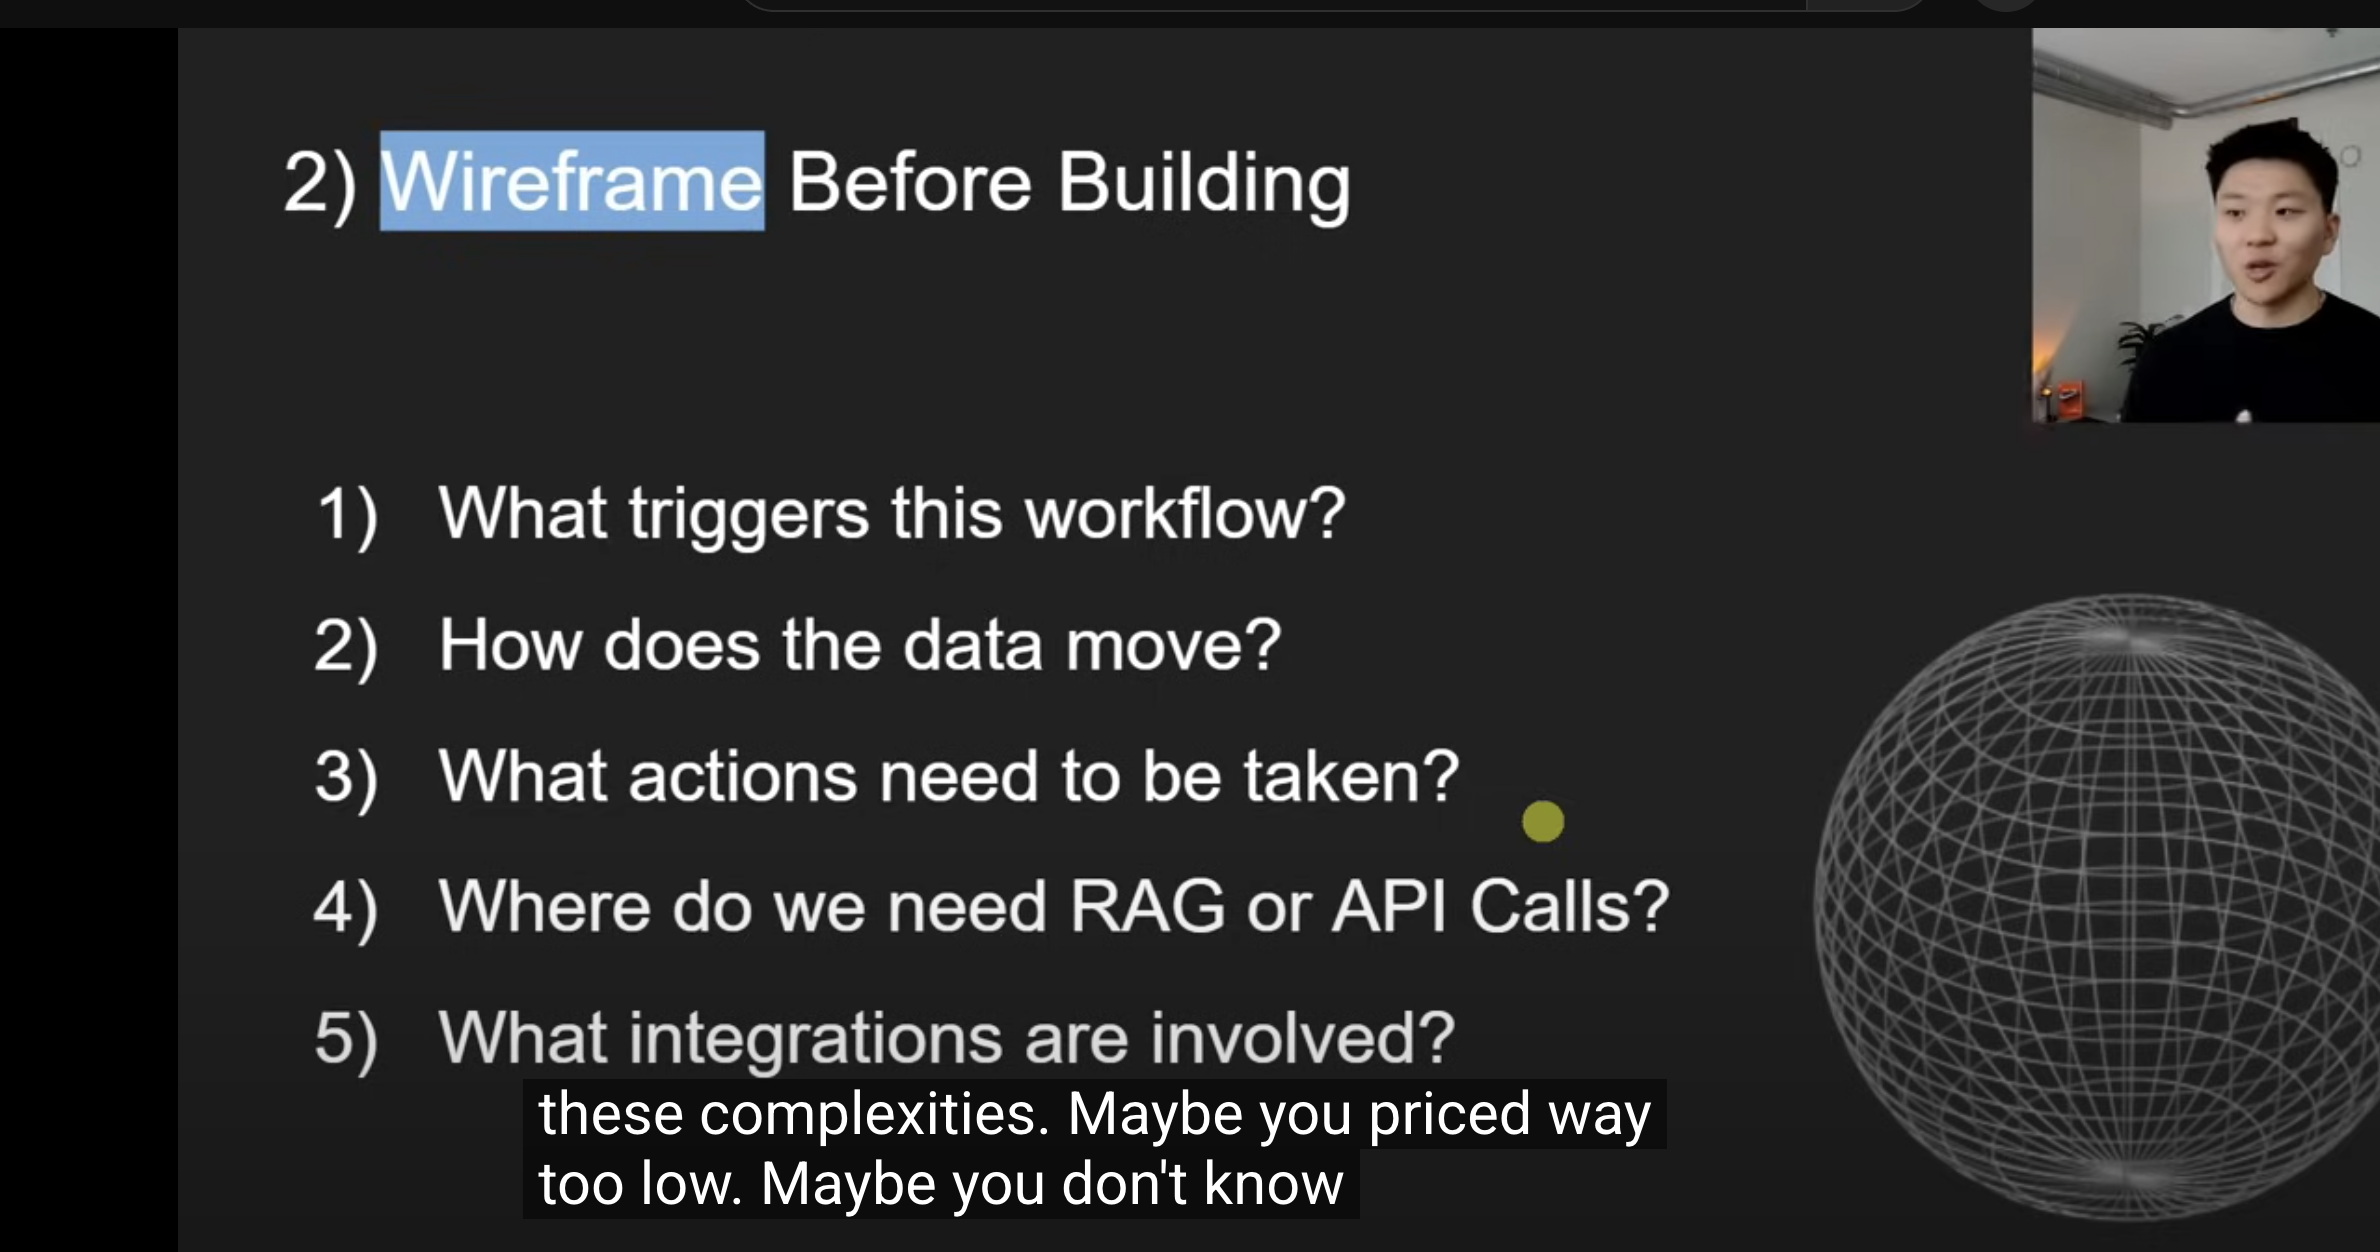 2) Wireframe Before Building
1) What triggers this workflow?
2) How does the data move?
3) What actions need to be taken?
4) Where do we need RAG or API Calls?
5) What integrations are involved?
these complexities. Maybe you priced way
too low. Maybe you don't know